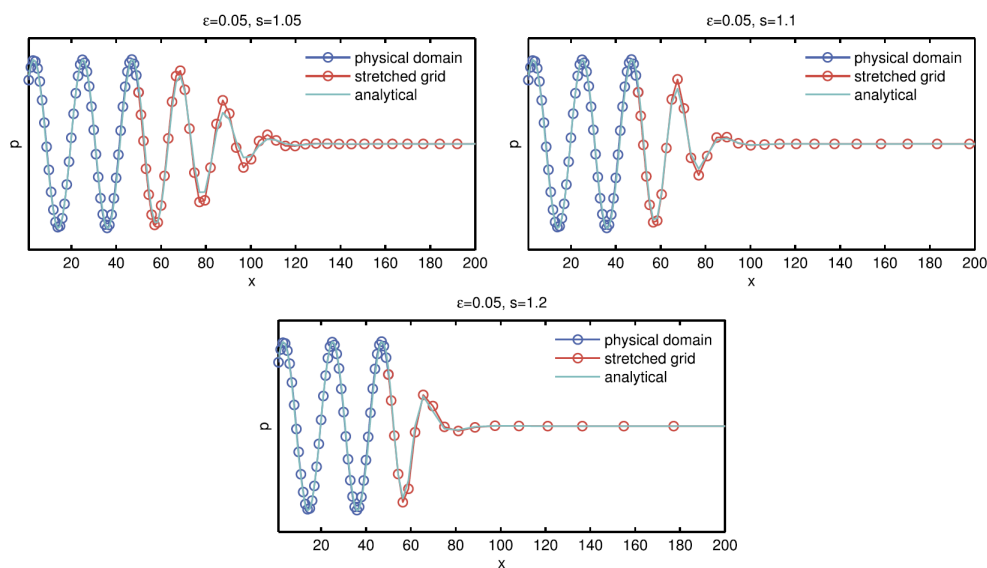 ε=0.05, s=1.05
p
physical domain
stretched grid
analytical
20 40 60 80 100 120 140 160 180 200
x
ε=0.05, s=1.1
p
physical domain
stretched grid
analytical
20 40 60 80 100 120 140 160 180 200
x
ε=0.05, s=1.2
p
physical domain
stretched grid
analytical
20 40 60 80 100 120 140 160 180 200
x